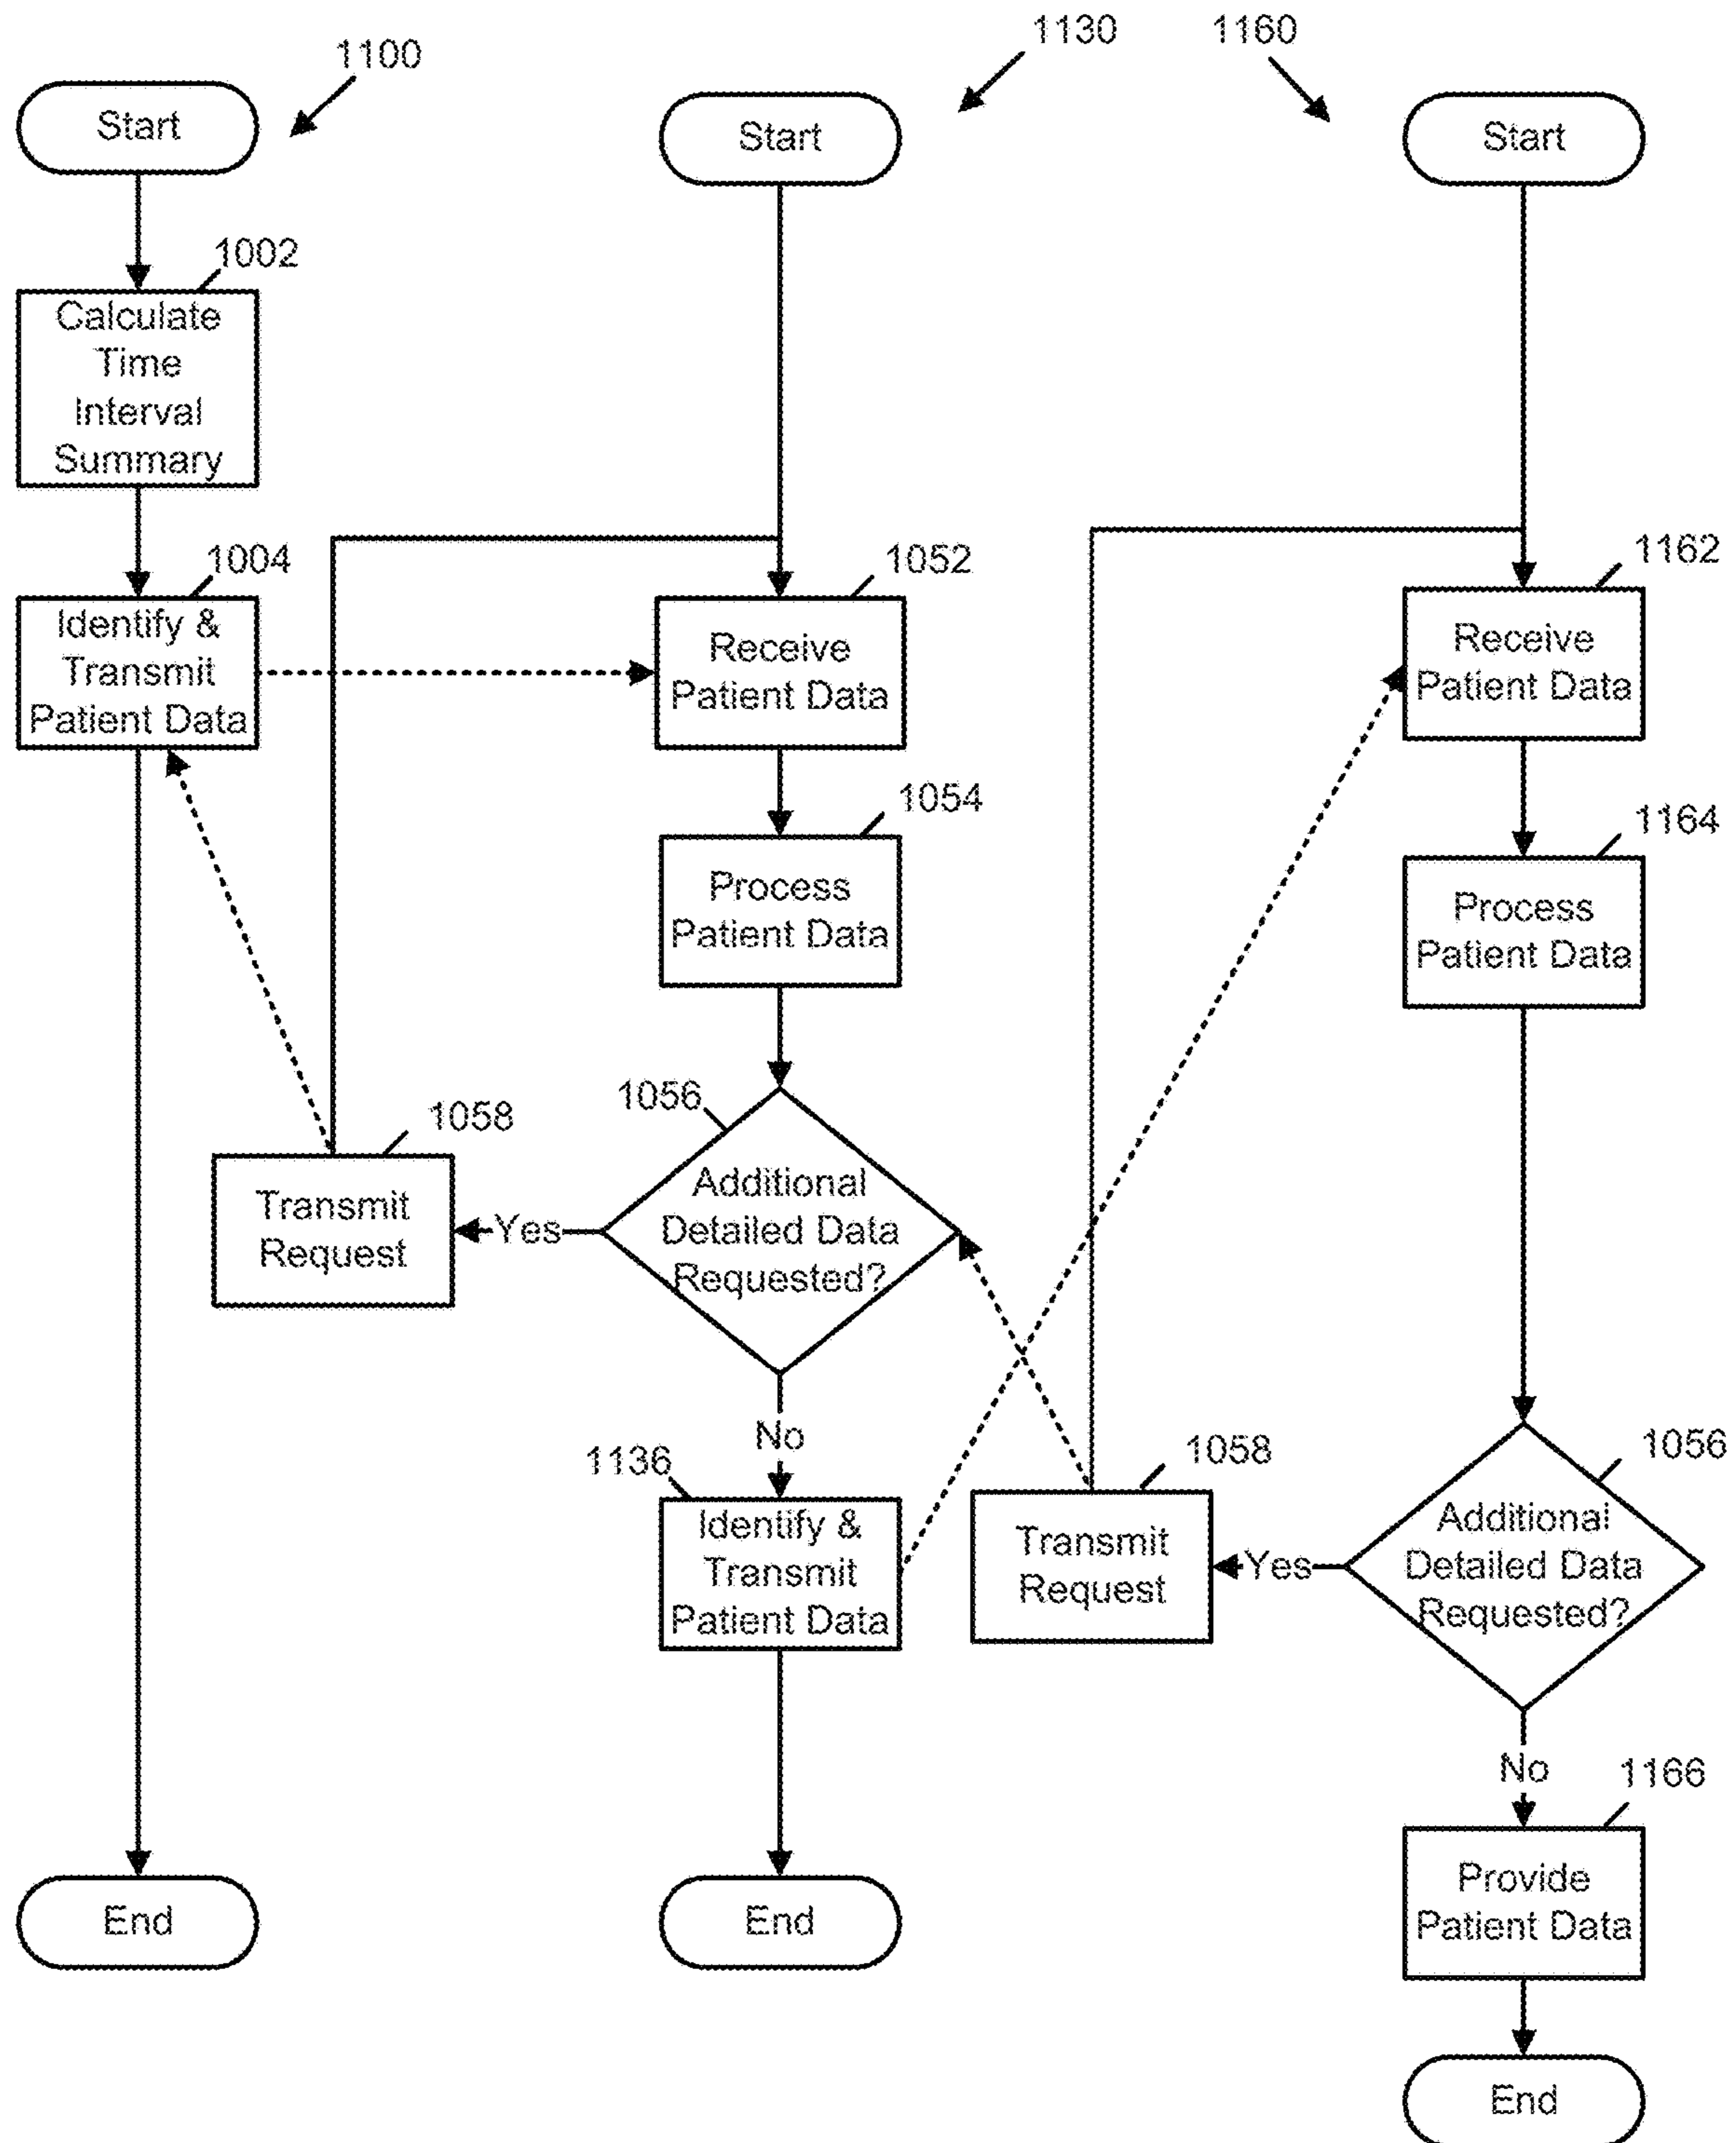 1100
1130
1160
Start
Start
Start
1002
Calculate
Time
Interval
Summary
1004
Identify &
Transmit
Patient Data
1052
Receive
Patient Data
1162
Receive
Patient Data
1054
Process
Patient Data
1164
Process
Patient Data
1056
Additional
Detailed Data
Requested?
1058
Yes
Transmit
Request
No
1136
Identify &
Transmit
Patient Data
1058
Transmit
Request
Yes
1056
Additional
Detailed Data
Requested?
No
1166
Provide
Patient Data
End
End
End